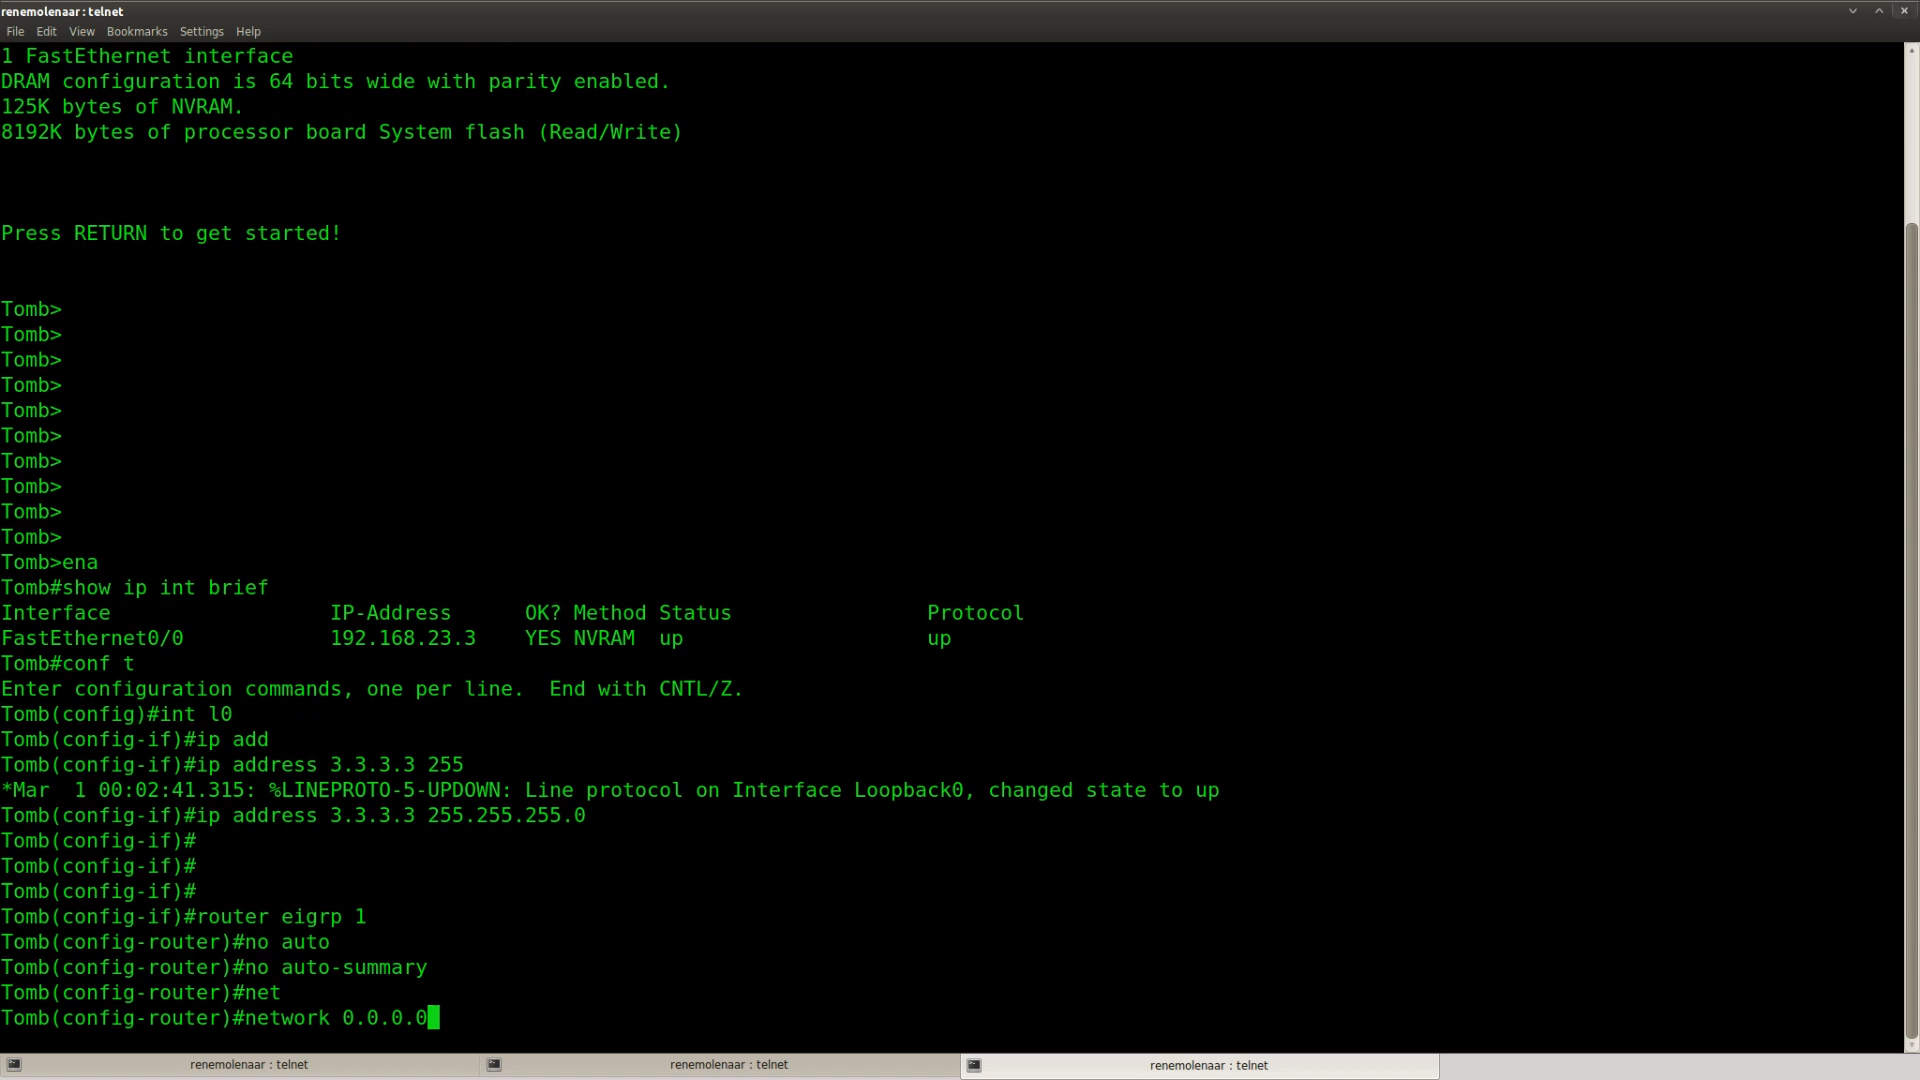 renemolenaar : telnet
File Edit View Bookmarks Settings Help
1 FastEthernet interface
DRAM configuration is 64 bits wide with parity enabled.
125K bytes of NVRAM.
8192K bytes of processor board System flash (Read/Write)
Press RETURN to get started!
Tomb>
Tomb>
Tomb>
Tomb>
Tomb>
Tomb>
Tomb>
Tomb>
Tomb>
Tomb>
Tomb>ena
Tomb#show ip int brief
Interface IP-Address OK? Method Status Protocol
FastEthernet0/0 192.168.23.3 YES NVRAM up up
Tomb#conf t
Enter configuration commands, one per line. End with CNTL/Z.
Tomb(config)#int l0
Tomb(config-if)#ip add
Tomb(config-if)#ip address 3.3.3.3 255
*Mar 1 00:02:41.315: %LINEPROTO-5-UPDOWN: Line protocol on Interface Loopback0, changed state to up
Tomb(config-if)#ip address 3.3.3.3 255.255.255.0
Tomb(config-if)#
Tomb(config-if)#
Tomb(config-if)#
Tomb(config-if)#router eigrp 1
Tomb(config-router)#no auto
Tomb(config-router)#no auto-summary
Tomb(config-router)#net
Tomb(config-router)#network 0.0.0.0
renemolenaar : telnet renemolenaar : telnet renemolenaar : telnet